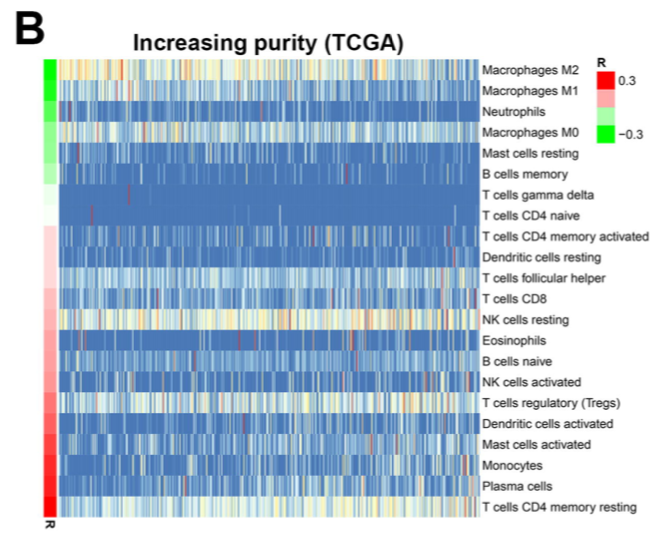 B
Increasing purity (TCGA)
Macrophages M2
Macrophages M1
Neutrophils
Macrophages M0
Mast cells resting
B cells memory
T cells gamma delta
T cells CD4 naive
T cells CD4 memory activated
Dendritic cells resting
T cells follicular helper
T cells CD8
NK cells resting
Eosinophils
B cells naive
NK cells activated
T cells regulatory (Tregs)
Dendritic cells activated
Mast cells activated
Monocytes
Plasma cells
T cells CD4 memory resting
R
R
0.3
−0.3